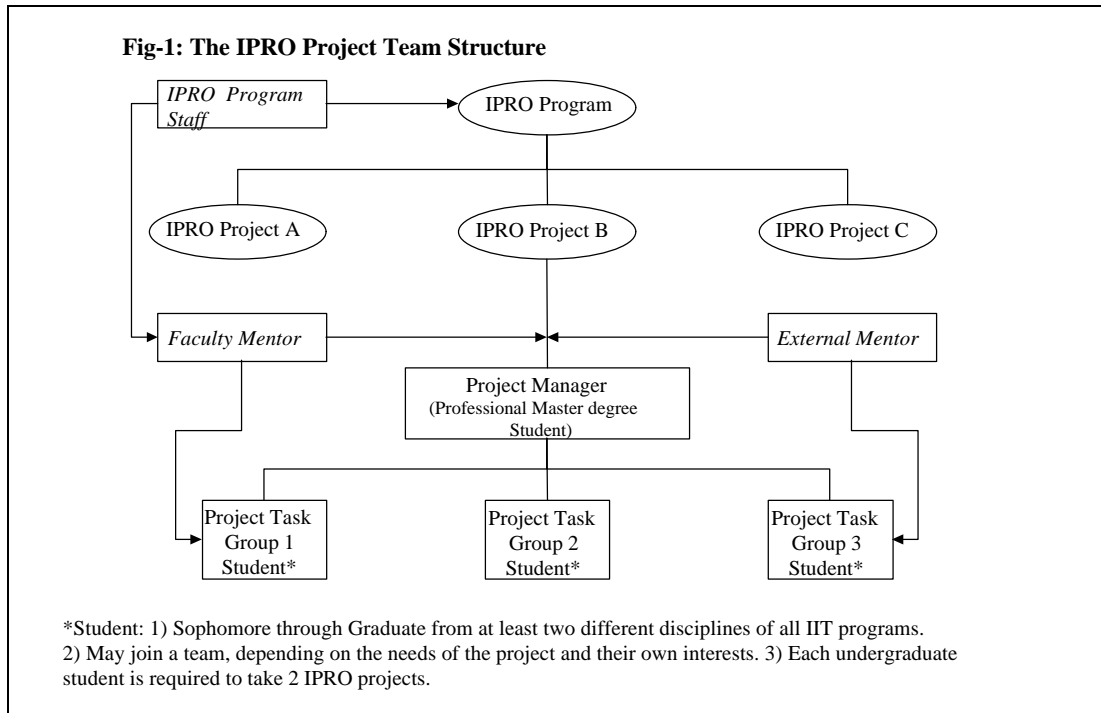 Fig-1: The IPRO Project Team Structure
IPRO Program
Staff
IPRO Program
IPRO Project A
IPRO Project B
IPRO Project C
Faculty Mentor
External Mentor
Project Manager
(Professional Master degree
Student)
Project Task
Group 1
Student*
Project Task
Group 2
Student*
Project Task
Group 3
Student*
*Student: 1) Sophomore through Graduate from at least two different disciplines of all IIT programs.
2) May join a team, depending on the needs of the project and their own interests. 3) Each undergraduate
student is required to take 2 IPRO projects.